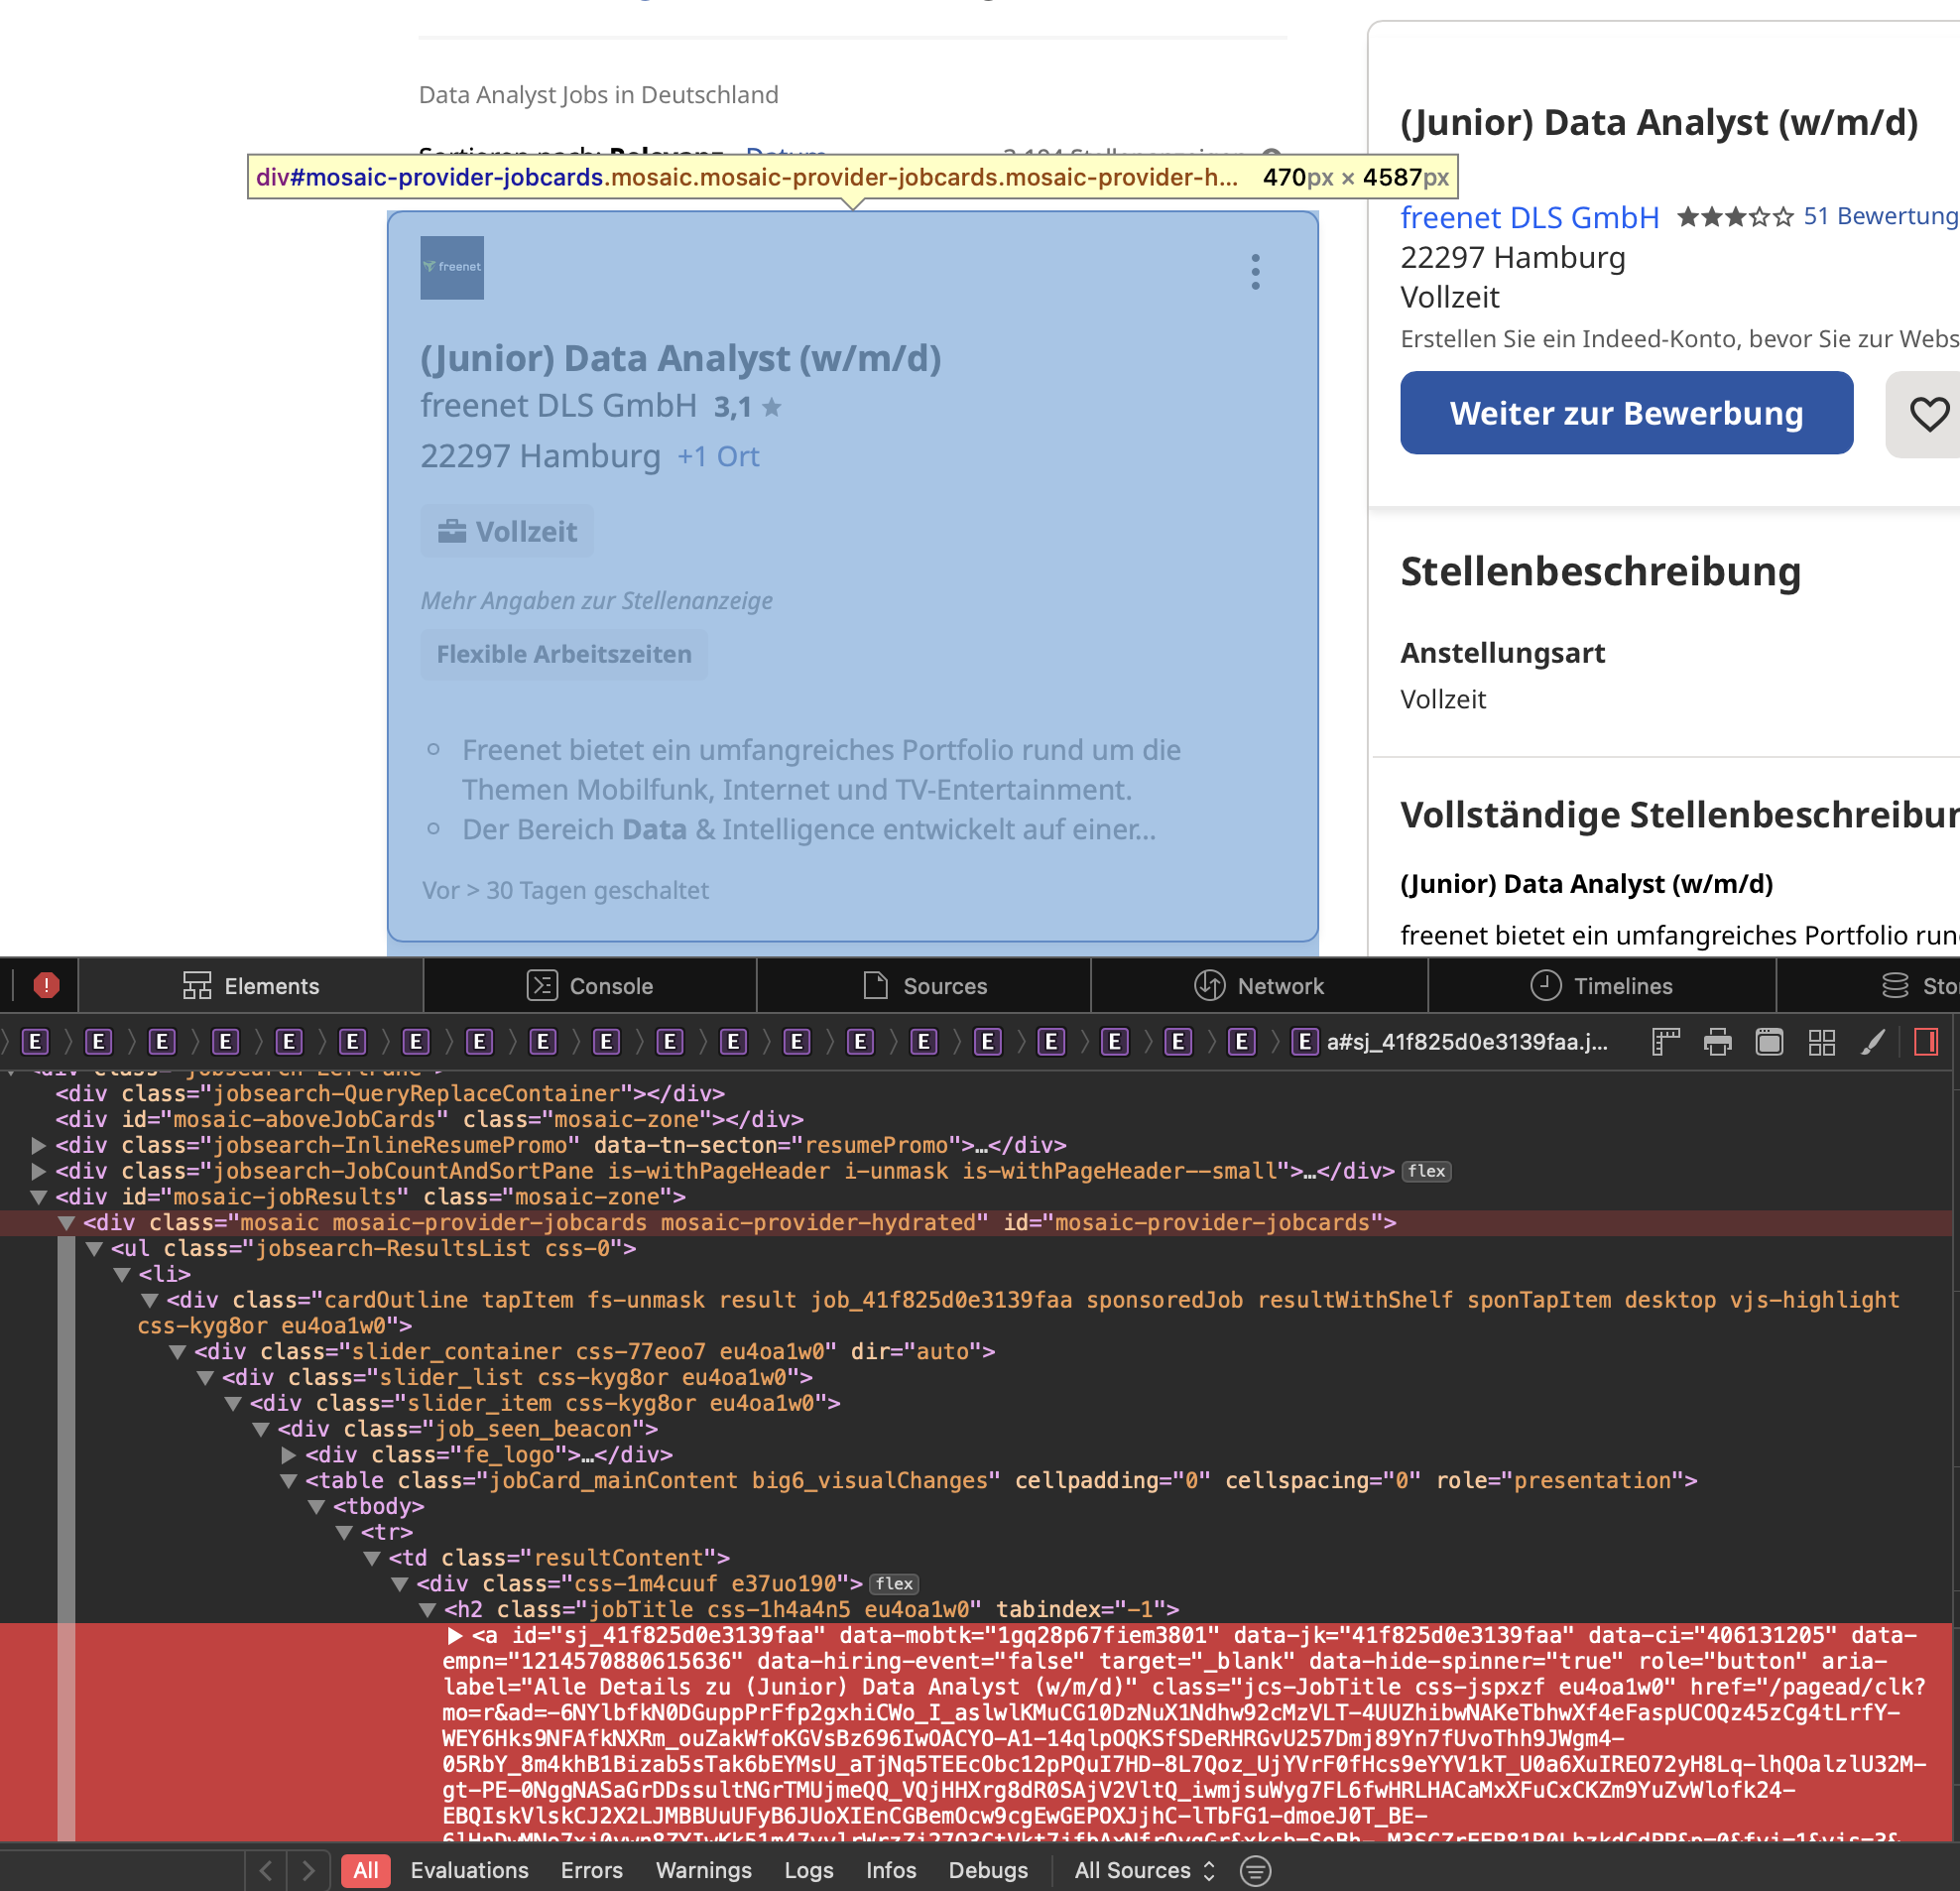 Data Analyst Jobs in Deutschland
Sortieren nach: Relevanz - Datum
div#mosaic-provider-jobcards.mosaic.mosaic-provider-jobcards.mosaic-provider-h... 470px × 4587px
freenet
(Junior) Data Analyst (w/m/d)
freenet DLS GmbH 3,1
22297 Hamburg +1 Ort
Vollzeit
Mehr Angaben zur Stellenanzeige
Flexible Arbeitszeiten
Freenet bietet ein umfangreiches Portfolio rund um die
Themen Mobilfunk, Internet und TV-Entertainment.
Der Bereich Data & Intelligence entwickelt auf einer...
Vor > 30 Tagen geschaltet
(Junior) Data Analyst (w/m/d)
freenet DLS GmbH 51 Bewertung
22297 Hamburg
Vollzeit
Erstellen Sie ein Indeed-Konto, bevor Sie zur Webs
Weiter zur Bewerbung
Stellenbeschreibung
Anstellungsart
Vollzeit
Vollständige Stellenbeschreibun
(Junior) Data Analyst (w/m/d)
freenet bietet ein umfangreiches Portfolio run
Elements Console Sources Network Timelines Sto
E E E E E E E E E E E E E E E E E E E E E a#sj_41f825d0e3139faa.j...
<div class="jobsearch-LeftPane">
<div class="jobsearch-QueryReplaceContainer"></div>
<div id="mosaic-aboveJobCards" class="mosaic-zone"></div>
<div class="jobsearch-InlineResumePromo" data-tn-secton="resumePromo">…</div>
<div class="jobsearch-JobCountAndSortPane is-withPageHeader i-unmask is-withPageHeader--small">…</div> flex
<div id="mosaic-jobResults" class="mosaic-zone">
<div class="mosaic mosaic-provider-jobcards mosaic-provider-hydrated" id="mosaic-provider-jobcards">
<ul class="jobsearch-ResultsList css-0">
<li>
<div class="cardOutline tapItem fs-unmask result job_41f825d0e3139faa sponsoredJob resultWithShelf sponTapItem desktop vjs-highlight
css-kyg8or eu4oa1w0">
<div class="slider_container css-77eoo7 eu4oa1w0" dir="auto">
<div class="slider_list css-kyg8or eu4oa1w0">
<div class="slider_item css-kyg8or eu4oa1w0">
<div class="job_seen_beacon">
<div class="fe_logo">…</div>
<table class="jobCard_mainContent big6_visualChanges" cellpadding="0" cellspacing="0" role="presentation">
<tbody>
<tr>
<td class="resultContent">
<div class="css-1m4cuuf e37uo190"> flex
<h2 class="jobTitle css-1h4a4n5 eu4oa1w0" tabindex="-1">
<a id="sj_41f825d0e3139faa" data-mobtk="1gq28p67fiem3801" data-jk="41f825d0e3139faa" data-ci="406131205" data-
empn="1214570880615636" data-hiring-event="false" target="_blank" data-hide-spinner="true" role="button" aria-
label="Alle Details zu (Junior) Data Analyst (w/m/d)" class="jcs-JobTitle css-jspxzf eu4oa1w0" href="/pagead/clk?
mo=r&ad=-6NYlbfkN0DGuppPrFfp2gxhiCWo_I_aslwlKMuCG10DzNuX1Ndhw92cMzVLT-4UUZhibwNAKeTbhwXf4eFaspUCOQz45zCg4tLrfY-
WEY6Hks9NFAfkNXRm_ouZakWfoKGVsBz696IwOACYO-A1-14qlpOQKSfSDeRHRGvU257Dmj89Yn7fUvoThh9JWgm4-
05RbY_8m4khB1Bizab5sTak6bEYMsU_aTjNq5TEEcObc12pPQuI7HD-8L7Qoz_UjYVrF0fHcs9eYYV1kT_U0a6XuIREO72yH8Lq-lhQOalzlU32M-
gt-PE-0NggNASaGrDDssultNGrTMUjmeQQ_VQjHHXrg8dR0SAjV2VltQ_iwmjsuWyg7FL6fwHRLHACaMxXFuCxCKZm9YuZvWlofk24-
EBQIskVlskCJ2X2LJMBBUuUFyB6JUoXIEnCGBemOcw9cgEwGEPOXJjhC-lTbFG1-dmoeJ0T_BE-
All Evaluations Errors Warnings Logs Infos Debugs All Sources